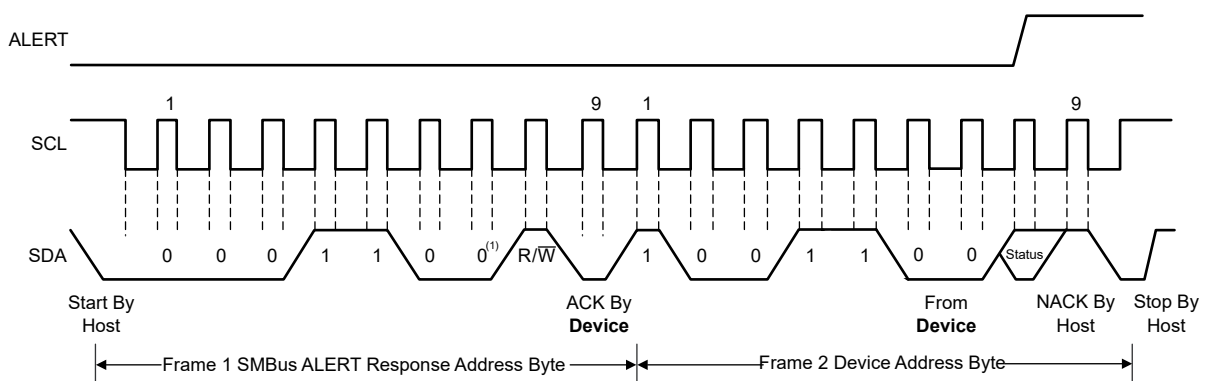 ALERT
1 9 1 9
SCL
SDA 0 0 0 1 1 0 0(1) R/W 1 0 0 1 1 0 0 Status
Start By Host
ACK By Device
From Device
NACK By Host
Stop By Host
Frame 1 SMBus ALERT Response Address Byte
Frame 2 Device Address Byte